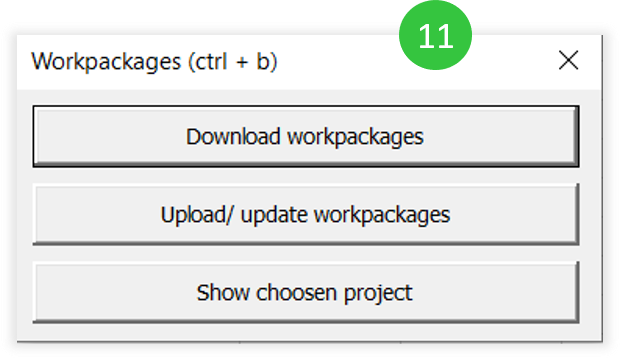 11
Workpackages (ctrl + b)
Download workpackages
Upload/ update workpackages
Show choosen project